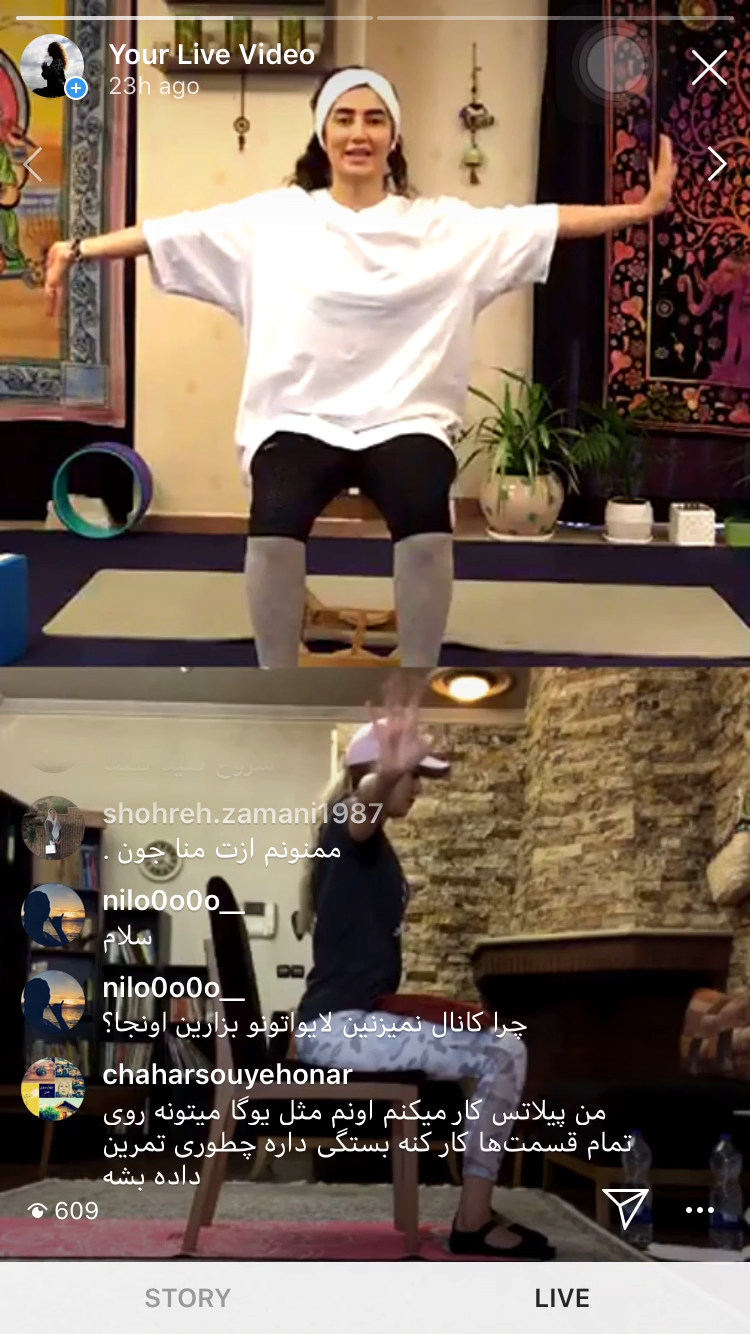 Your Live Video
23h ago
shohreh.zamani1987
ممنونم ازت منا جون .
nilo0o0o__
سلام
nilo0o0o__
چرا کانال نمیزنین لایواتونو بزارین اونجا؟
chaharsouyehonar
من پیلاتس کار میکنم اونم مثل یوگا میتونه روی
تمام قسمت‌ها کار کنه بستگی داره چطوری تمرین
داده بشه
609
STORY
LIVE